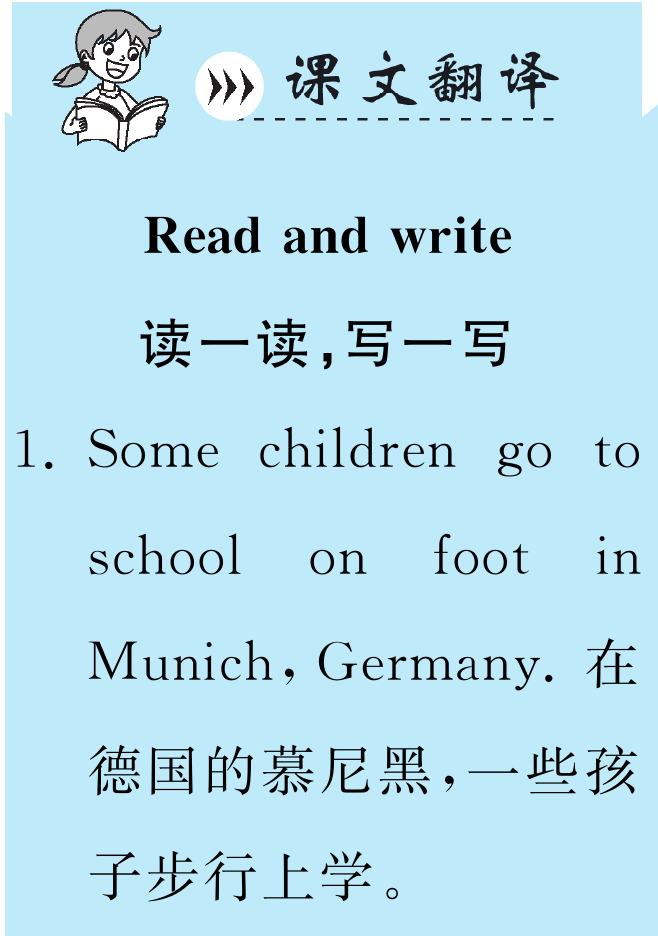 课文翻译
Read and write
读一读,写一写
1. Some children go to
school on foot in
Munich, Germany. 在
德国的慕尼黑,一些孩
子步行上学。